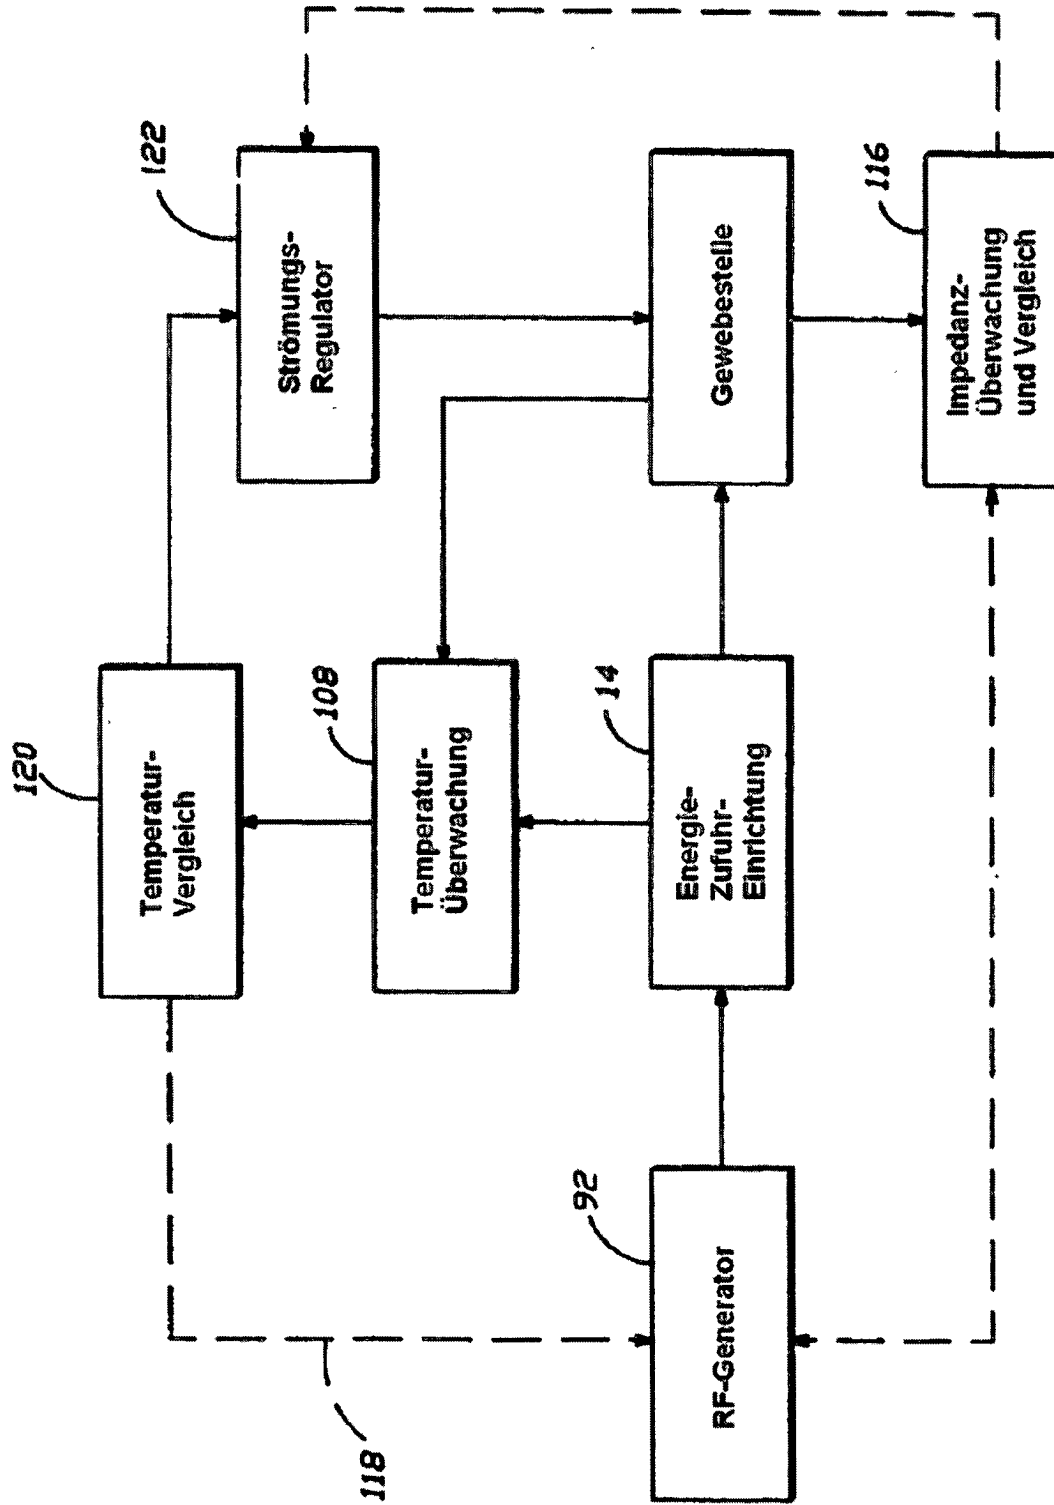 118
92
RF-Generator
120
Temperatur-
Vergleich
108
Temperatur-
Überwachung
14
Energie-
Zufuhr-
Einrichtung
122
Strömungs-
Regulator
Gewebestelle
116
Impedanz-
Überwachung
und Vergleich